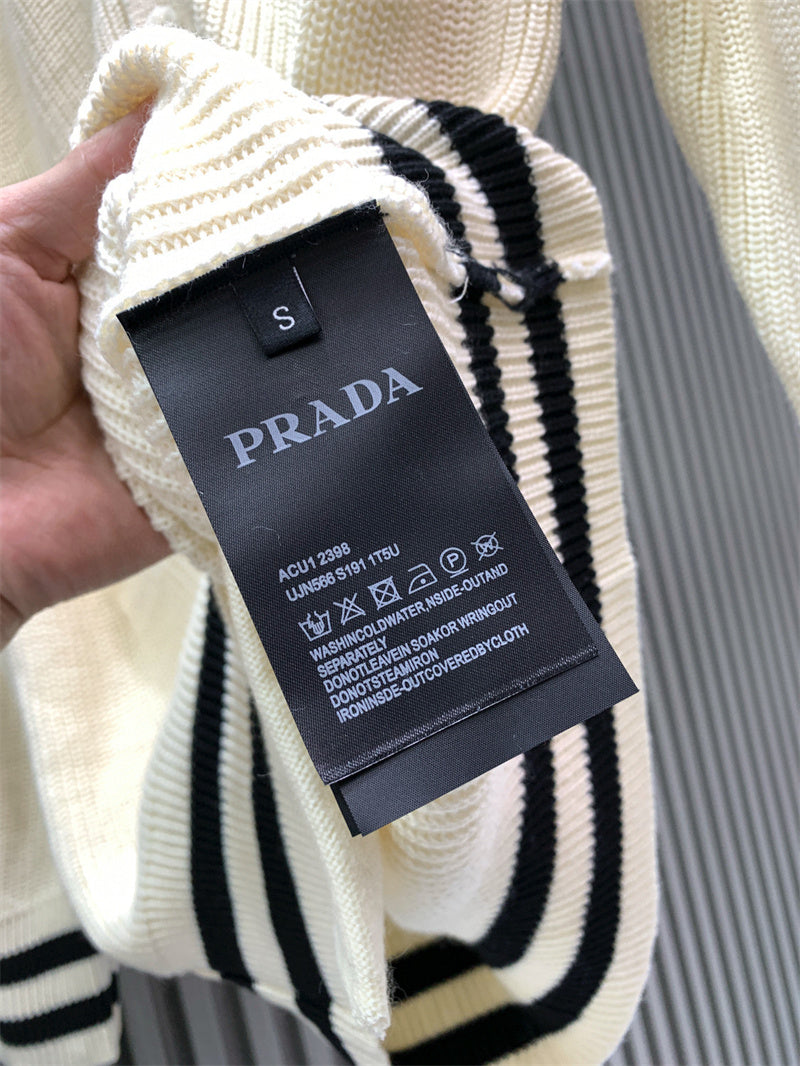 S
PRADA
ACU1 2398
UJN566 S191 1T5U
WASHINCOLDWATER,NSIDE-OUTAND
SEPARATELY
DONOTLEAVEIN SOAKOR WRINGOUT
DONOTSTEAMIRON
IRONINSDE-OUTCOVEREDBYCLOTH